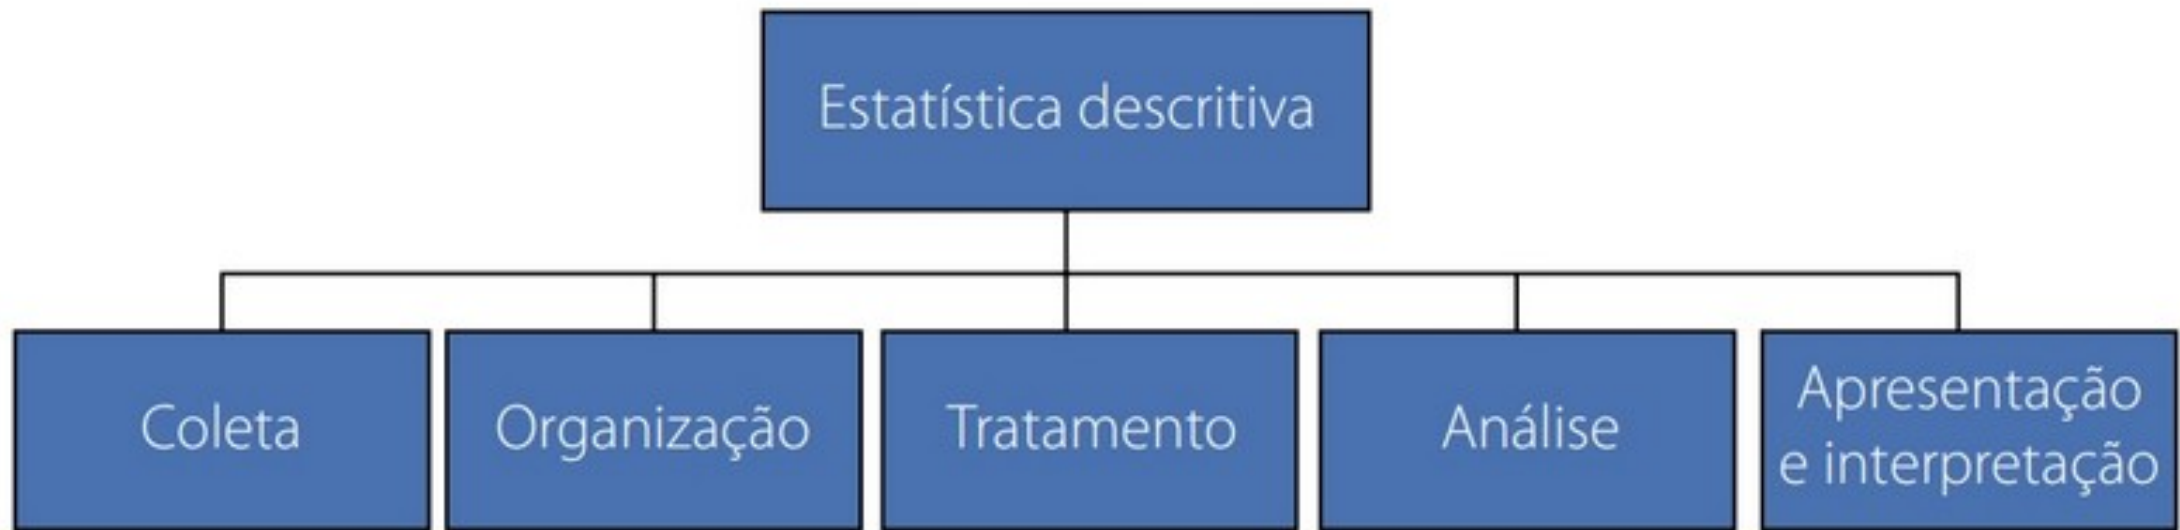 Estatística descritiva
Coleta
Organização
Tratamento
Análise
Apresentação
e interpretação